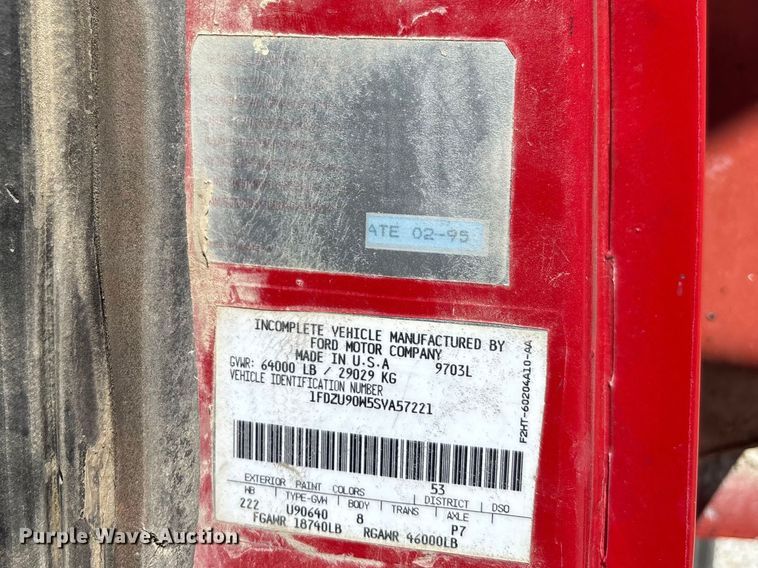 ATE 02-95
INCOMPLETE VEHICLE MANUFACTURED BY
FORD MOTOR COMPANY
MADE IN U.S.A 9703L
GVWR: 64000 LB / 29029 KG
VEHICLE IDENTIFICATION NUMBER
1FDZU90W5SVA57221
F2HT-60204A10-AA
EXTERIOR PAINT COLORS 53 DISTRICT DSO
WB TYPE-GVW BODY TRANS AXLE
222 U90640 8 P7
FGAWR 18740LB RGAWR 46000LB
Purple Wave Auction